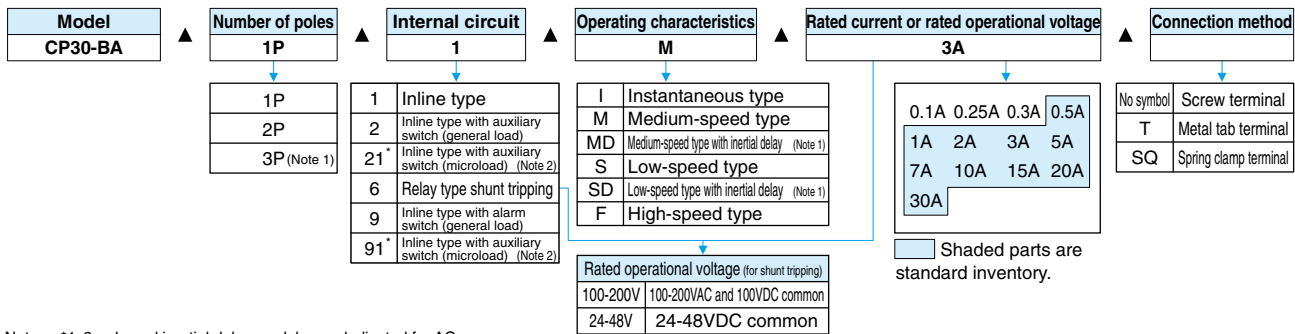 Model
CP30-BA
▲
Number of poles
1P
▲
Internal circuit
1
▲
Operating characteristics
M
▲
Rated current or rated operational voltage
3A
▲
Connection method
1P
2P
3P (Note 1)
1 Inline type
2 Inline type with auxiliary
switch (general load)
21* Inline type with auxiliary
switch (microload) (Note 2)
6 Relay type shunt tripping
9 Inline type with alarm
switch (general load)
91* Inline type with auxiliary
switch (microload) (Note 2)
I Instantaneous type
M Medium-speed type
MD Medium-speed type with inertial delay (Note 1)
S Low-speed type
SD Low-speed type with inertial delay (Note 1)
F High-speed type
Rated operational voltage (for shunt tripping)
100-200V 100-200VAC and 100VDC common
24-48V 24-48VDC common
0.1A 0.25A 0.3A 0.5A
1A 2A 3A 5A
7A 10A 15A 20A
30A
Shaded parts are
standard inventory.
No symbol Screw terminal
T Metal tab terminal
SQ Spring clamp terminal